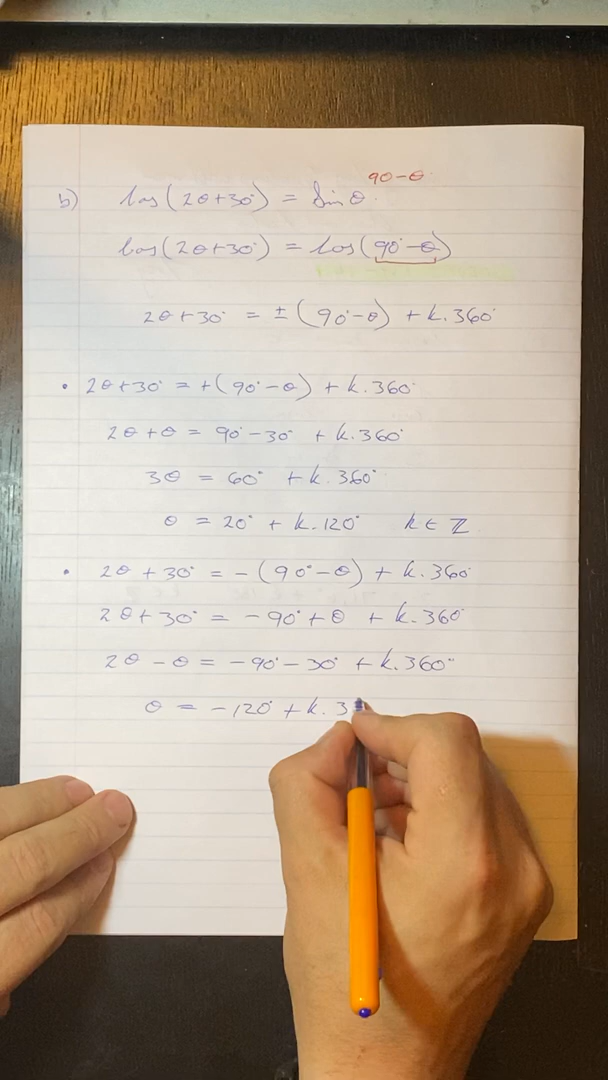 90-θ
b) Cos(2θ+30°) = Sinθ
Cos(2θ+30°) = Cos(90°-θ)
2θ+30° = ±(90°-θ) + k.360°
• 2θ+30° = +(90°-θ) + k.360°
2θ+θ = 90°-30° + k.360°
3θ = 60° + k.360°
θ = 20° + k.120° k∈ℤ
• 2θ+30° = -(90°-θ) + k.360°
2θ+30° = -90°+θ + k.360°
2θ-θ = -90°-30° + k.360°
θ = -120° + k.3